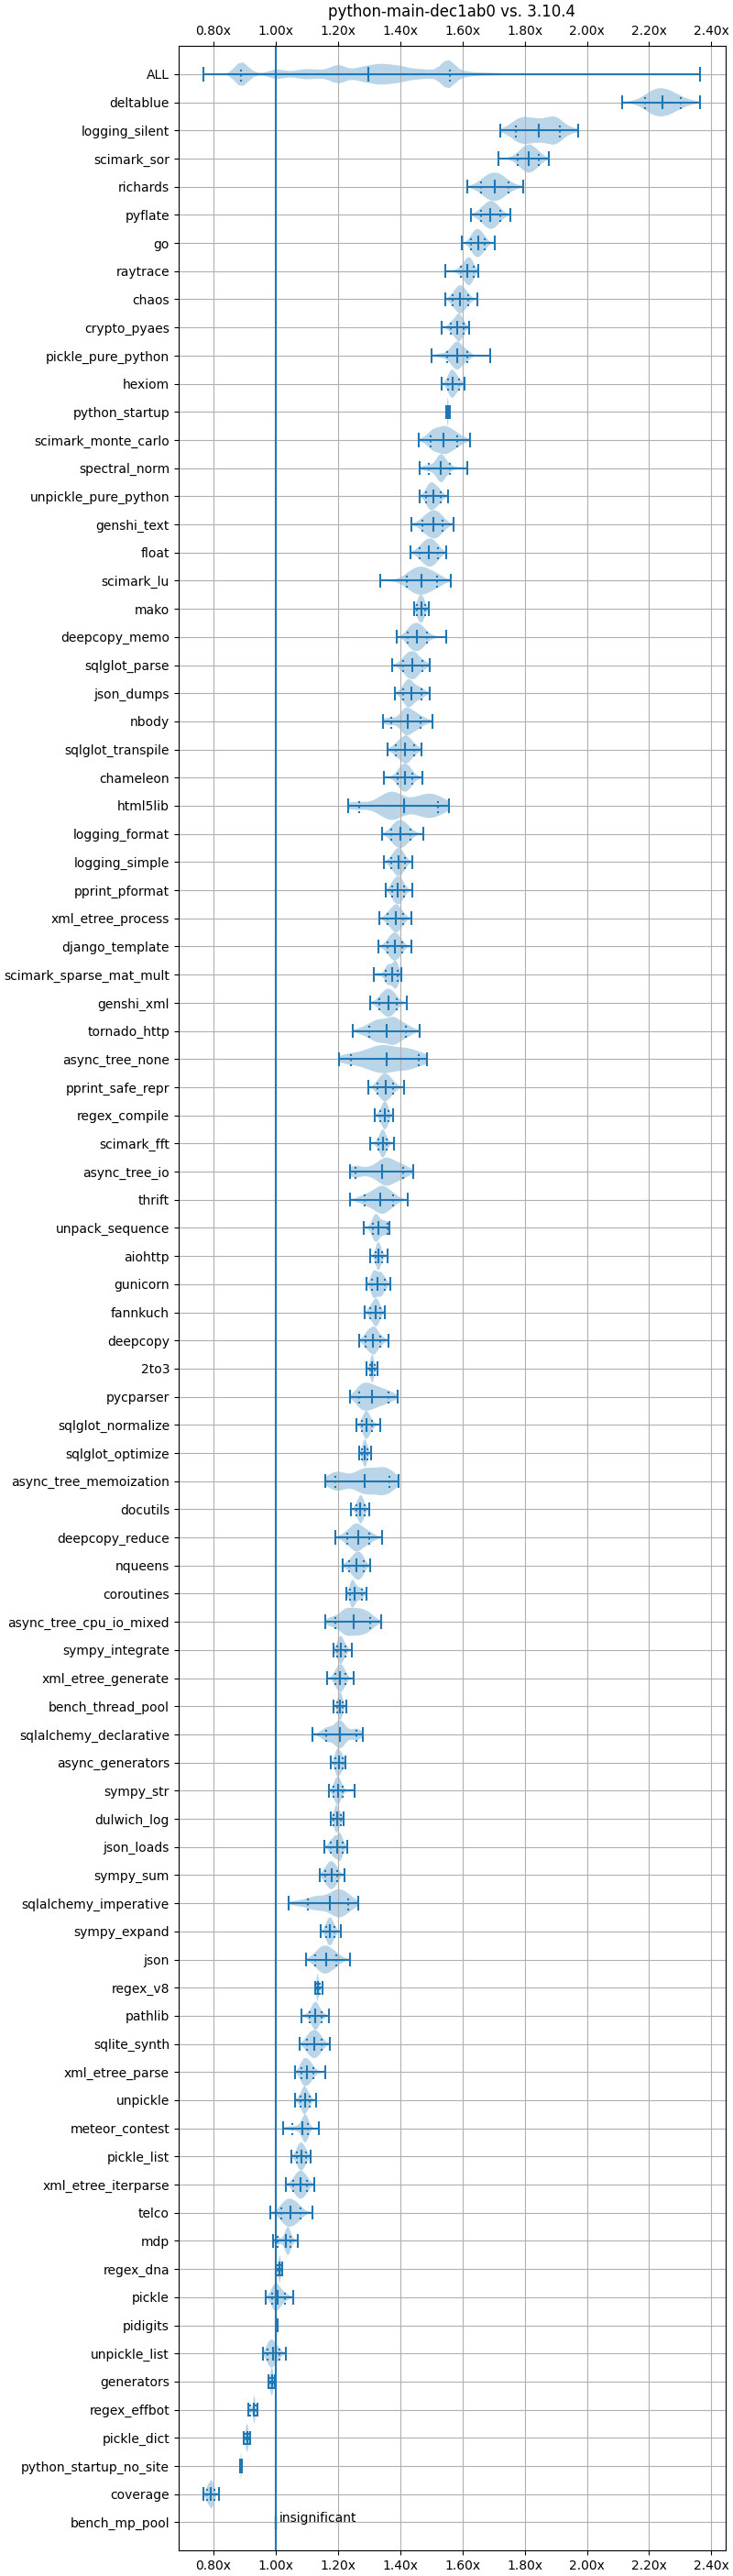 python-main-dec1ab0 vs. 3.10.4
0.80x 1.00x 1.20x 1.40x 1.60x 1.80x 2.00x 2.20x 2.40x
ALL
deltablue
logging_silent
scimark_sor
richards
pyflate
go
raytrace
chaos
crypto_pyaes
pickle_pure_python
hexiom
python_startup
scimark_monte_carlo
spectral_norm
unpickle_pure_python
genshi_text
float
scimark_lu
mako
deepcopy_memo
sqlglot_parse
json_dumps
nbody
sqlglot_transpile
chameleon
html5lib
logging_format
logging_simple
pprint_pformat
xml_etree_process
django_template
scimark_sparse_mat_mult
genshi_xml
tornado_http
async_tree_none
pprint_safe_repr
regex_compile
scimark_fft
async_tree_io
thrift
unpack_sequence
aiohttp
gunicorn
fannkuch
deepcopy
2to3
pycparser
sqlglot_normalize
sqlglot_optimize
async_tree_memoization
docutils
deepcopy_reduce
nqueens
coroutines
async_tree_cpu_io_mixed
sympy_integrate
xml_etree_generate
bench_thread_pool
sqlalchemy_declarative
async_generators
sympy_str
dulwich_log
json_loads
sympy_sum
sqlalchemy_imperative
sympy_expand
json
regex_v8
pathlib
sqlite_synth
xml_etree_parse
unpickle
meteor_contest
pickle_list
xml_etree_iterparse
telco
mdp
regex_dna
pickle
pidigits
unpickle_list
generators
regex_effbot
pickle_dict
python_startup_no_site
coverage
bench_mp_pool insignificant
0.80x 1.00x 1.20x 1.40x 1.60x 1.80x 2.00x 2.20x 2.40x